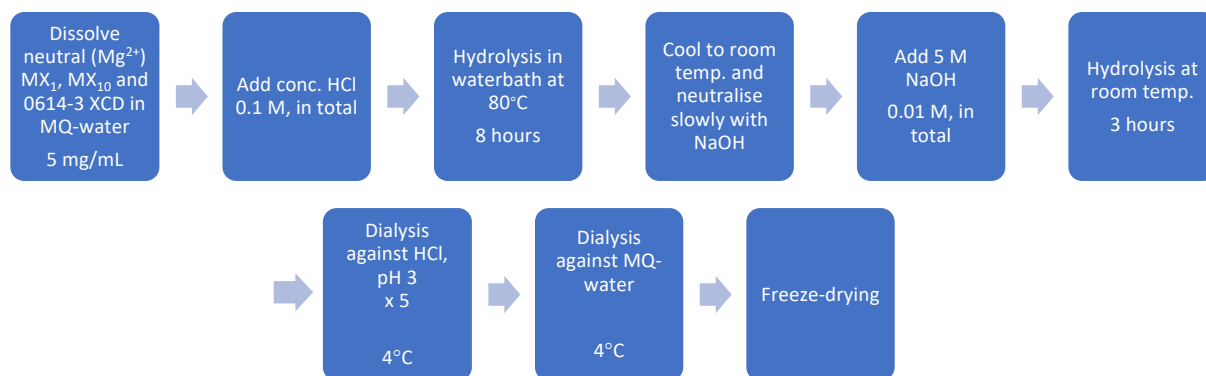 Dissolve
neutral (Mg²⁺)
MX₁, MX₁₀ and
0614-3 XCD in
MQ-water
5 mg/mL
Add conc. HCl
0.1 M, in total
Hydrolysis in
waterbath at
80°C
8 hours
Cool to room
temp. and
neutralise
slowly with
NaOH
Add 5 M
NaOH
0.01 M, in
total
Hydrolysis at
room temp.
3 hours
Dialysis
against HCl,
pH 3
x 5
4°C
Dialysis
against MQ-
water
4°C
Freeze-drying